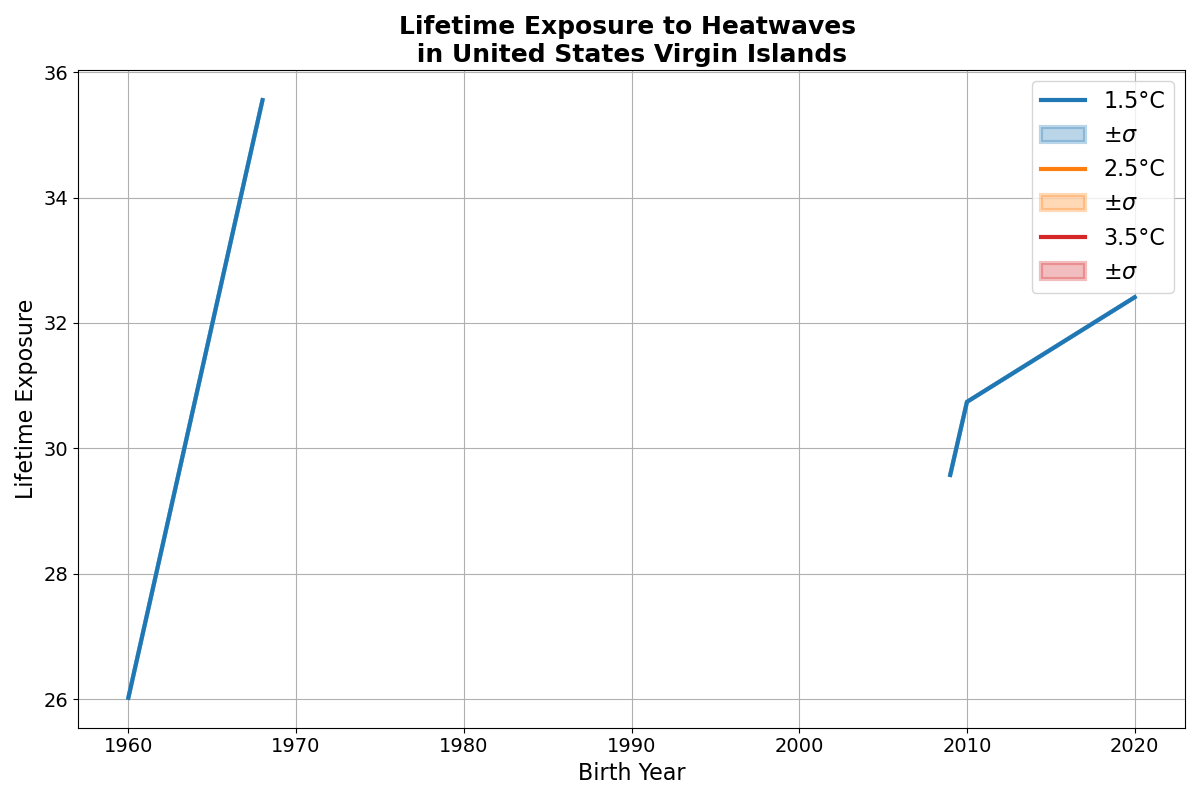 Lifetime Exposure to Heatwaves
in United States Virgin Islands
36
34
32
30
28
26
Lifetime Exposure
1.5°C
±σ
2.5°C
±σ
3.5°C
±σ
1960 1970 1980 1990 2000 2010 2020
Birth Year